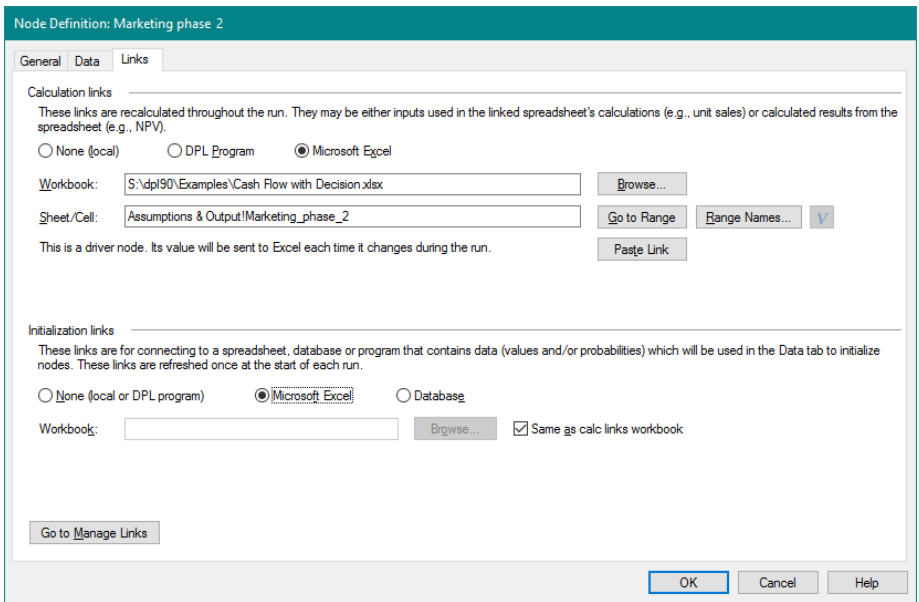 Node Definition: Marketing phase 2
General Data Links
Calculation links
These links are recalculated throughout the run. They may be either inputs used in the linked spreadsheet's calculations (e.g., unit sales) or calculated results from the
spreadsheet (e.g., NPV).
None (local) DPL Program Microsoft Excel
Workbook: S:\dpl90\Examples\Cash Flow with Decision.xlsx Browse...
Sheet/Cell: Assumptions & Output!Marketing_phase_2 Go to Range Range Names... V
This is a driver node. Its value will be sent to Excel each time it changes during the run. Paste Link
Initialization links
These links are for connecting to a spreadsheet, database or program that contains data (values and/or probabilities) which will be used in the Data tab to initialize
nodes. These links are refreshed once at the start of each run.
None (local or DPL program) Microsoft Excel Database
Workbook: Browse... Same as calc links workbook
Go to Manage Links
OK Cancel Help